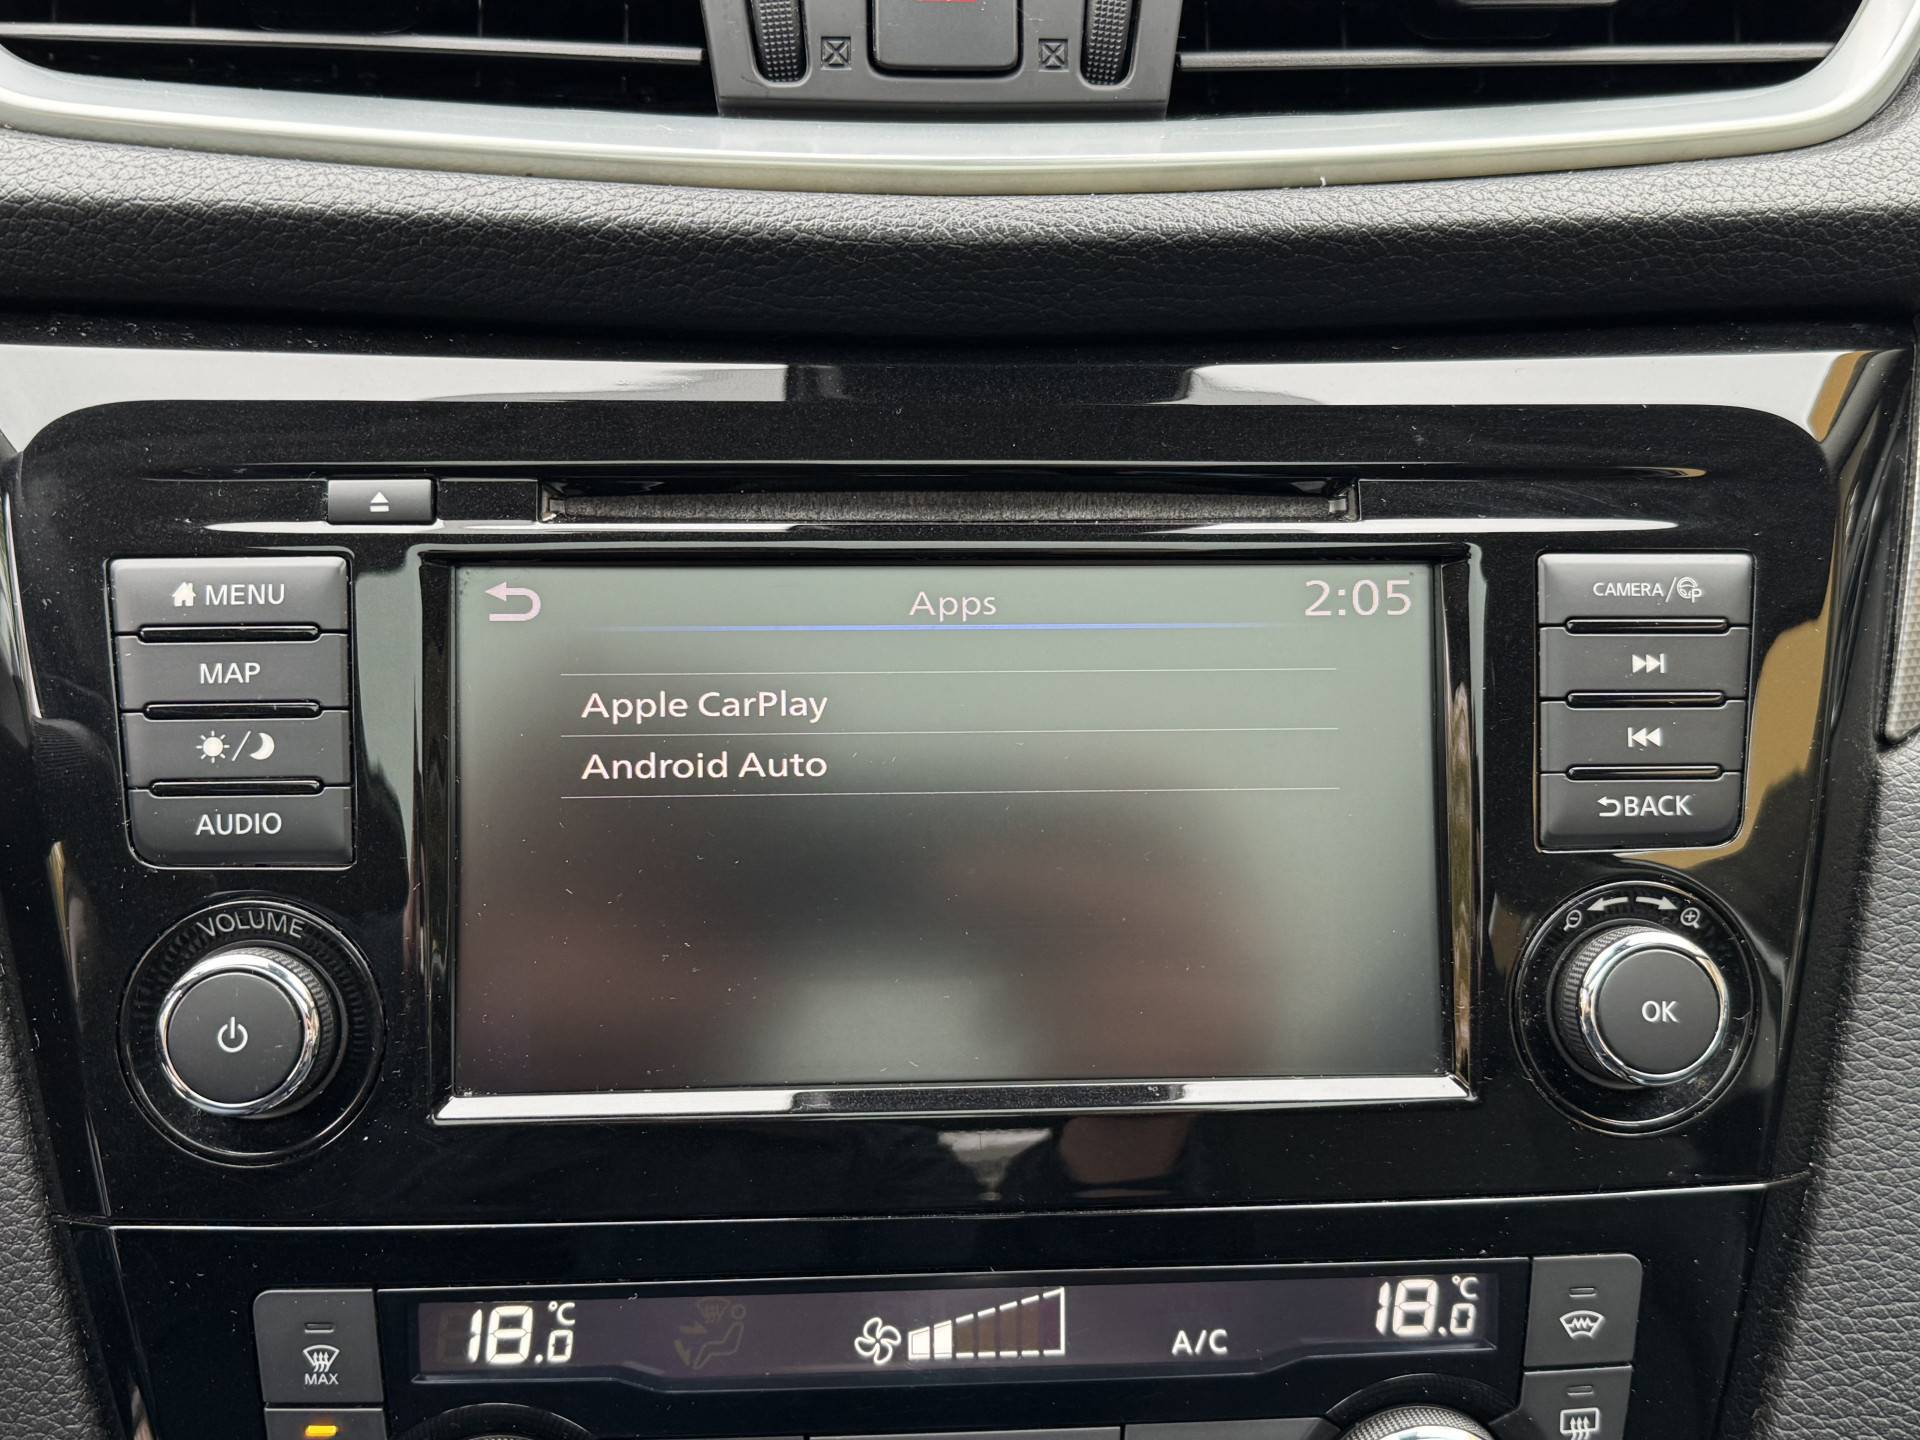 MENU
MAP
/
AUDIO
VOLUME
Apps
2:05
Apple CarPlay
Android Auto
CAMERA/P
BACK
OK
18.0°C
A/C
18.0°C
MAX